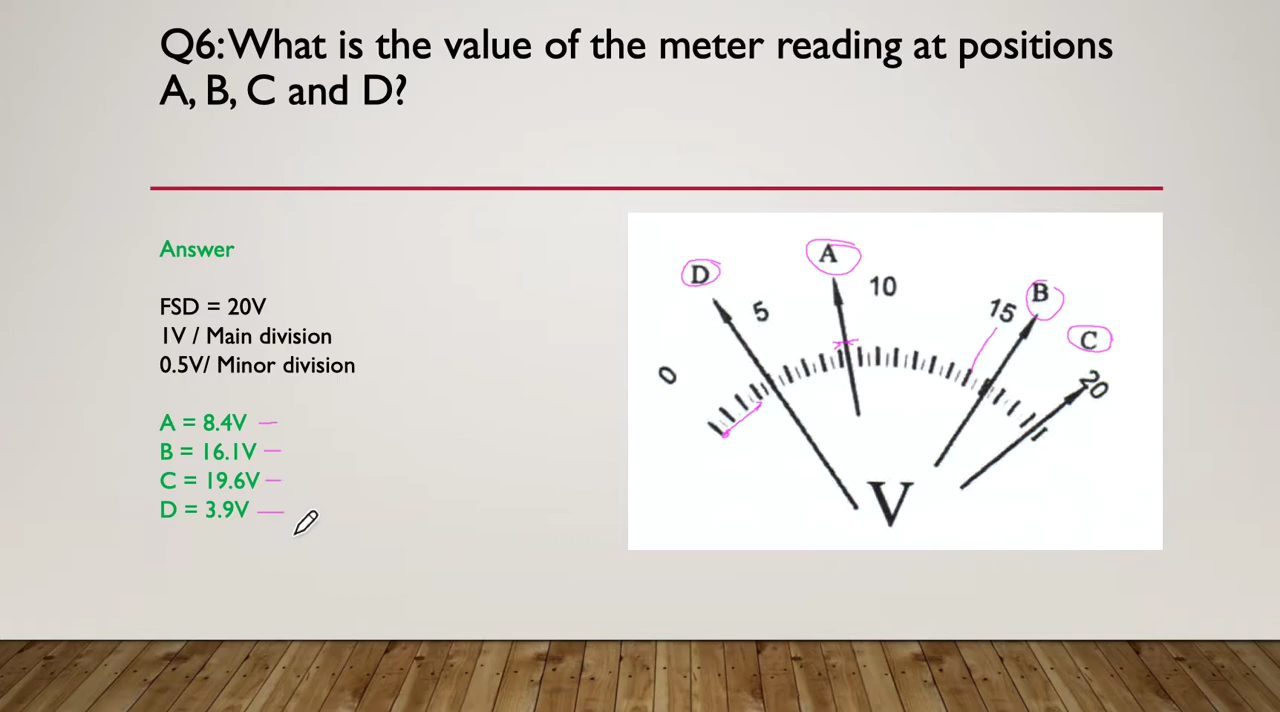 Q6: What is the value of the meter reading at positions
A, B, C and D?
Answer
FSD = 20V
1V / Main division
0.5V/ Minor division
A = 8.4V
B = 16.1V
C = 19.6V
D = 3.9V
D
A
B
C
0
5
10
15
20
V